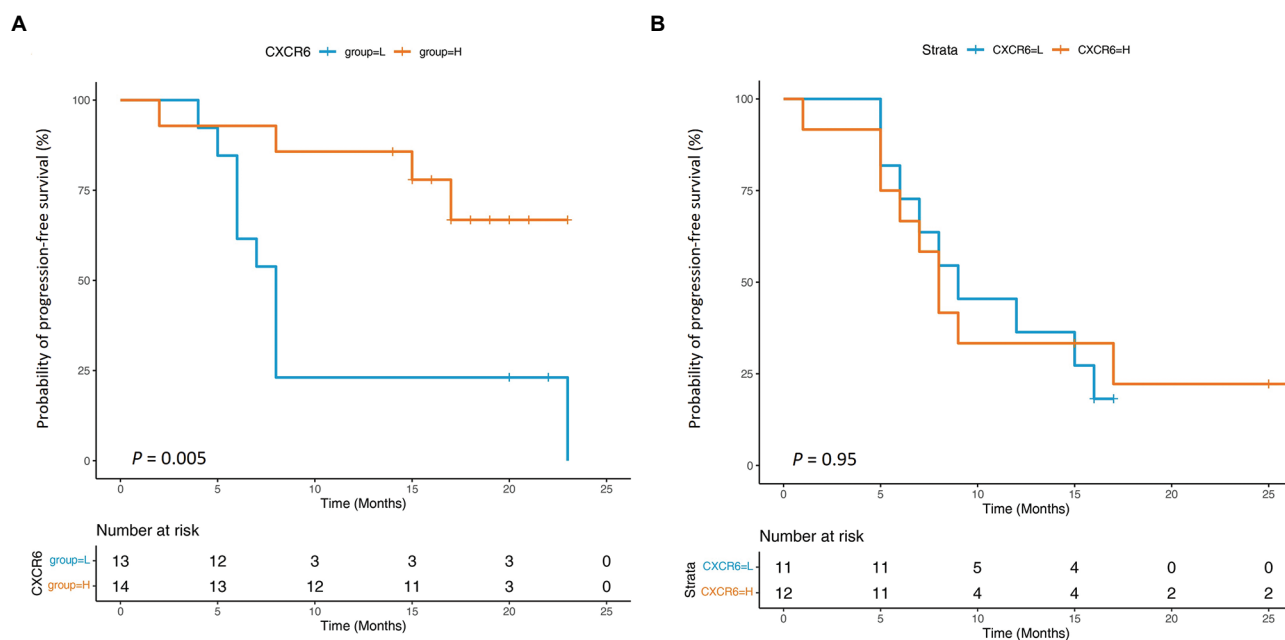 A
CXCR6 group=L group=H
Probability of progression-free survival (%)
100
75
50
25
0
P = 0.005
0 5 10 15 20 25
Time (Months)
Number at risk
CXCR6
group=L 13 12 3 3 3 0
group=H 14 13 12 11 3 0
0 5 10 15 20 25
Time (Months)
B
Strata CXCR6=L CXCR6=H
Probability of progression-free survival (%)
100
75
50
25
0
P = 0.95
0 5 10 15 20 25
Time (Months)
Number at risk
Strata
CXCR6=L 11 11 5 4 0 0
CXCR6=H 12 11 4 4 2 2
0 5 10 15 20 25
Time (Months)